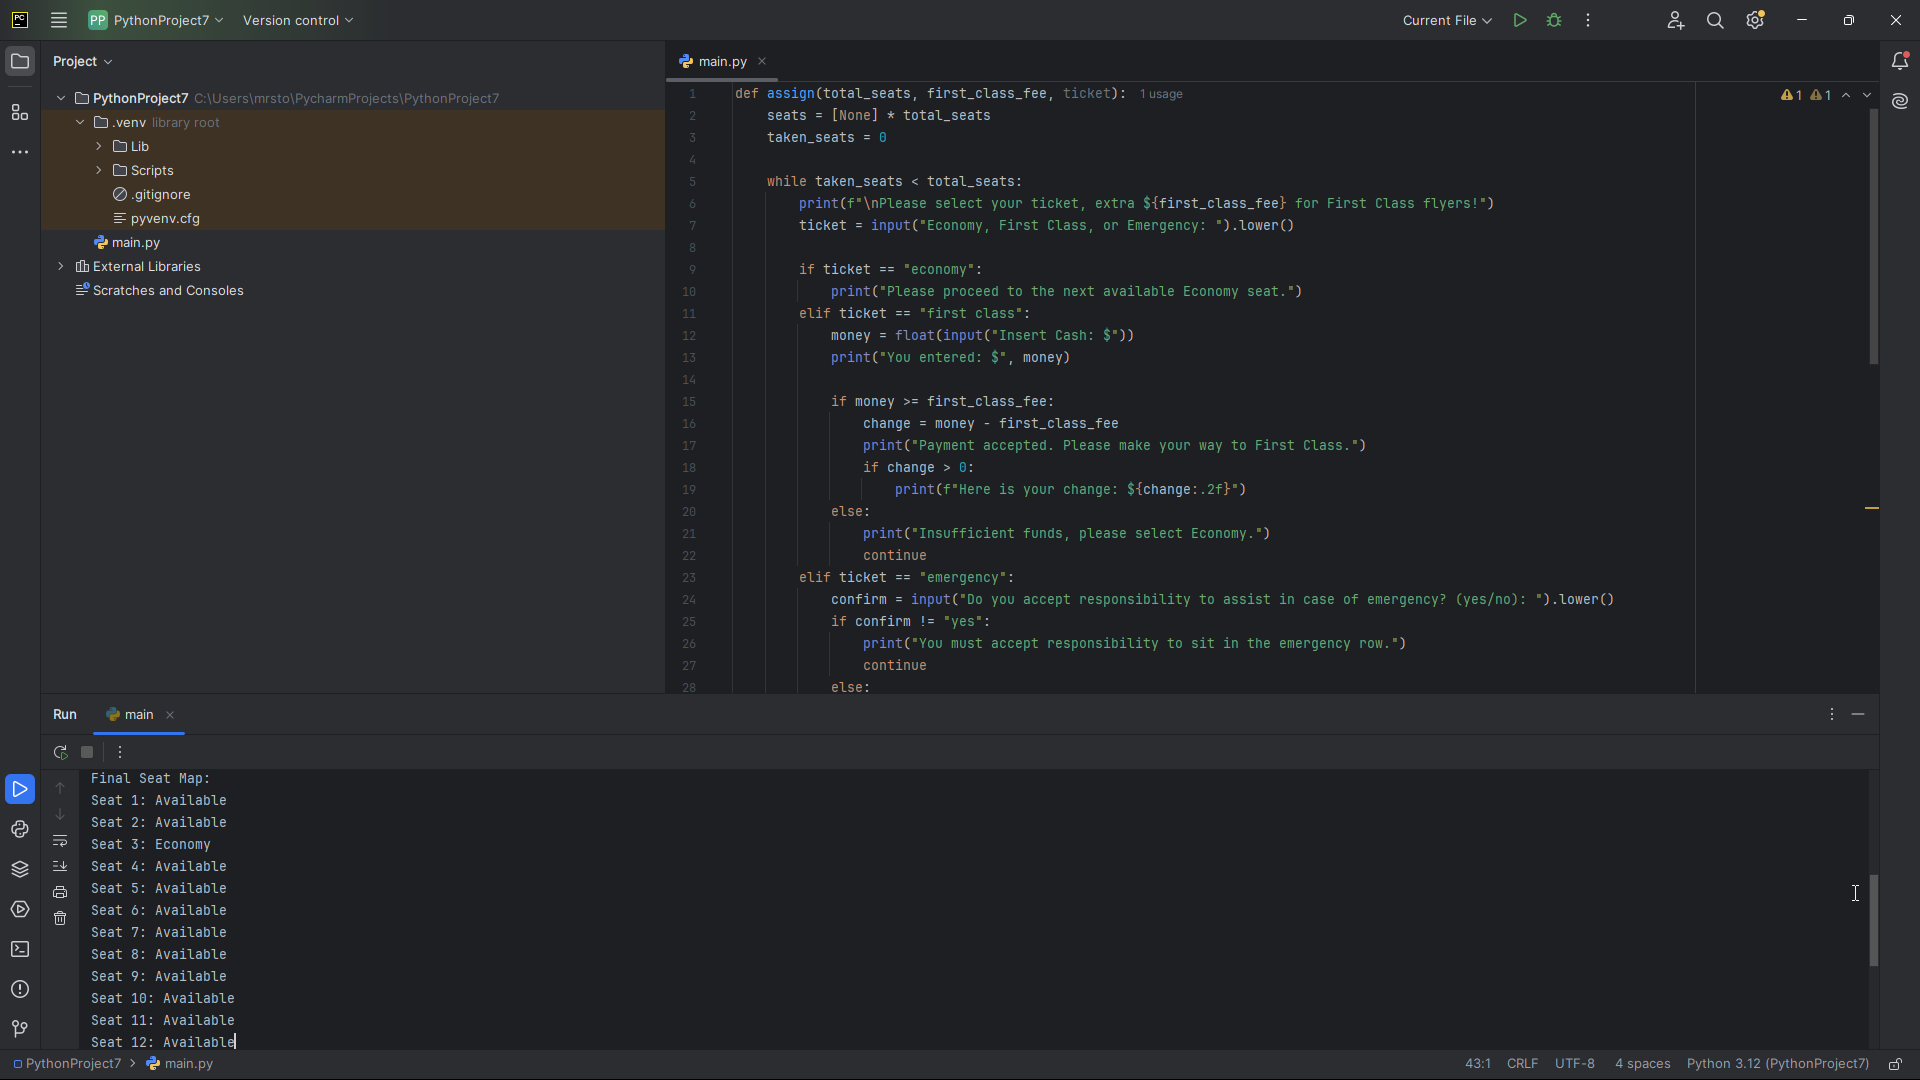 PC PP PythonProject7 Version control Current File
Project
main.py
PythonProject7 C:\Users\mrsto\PycharmProjects\PythonProject7
.venv library root
Lib
Scripts
.gitignore
pyvenv.cfg
main.py
External Libraries
Scratches and Consoles
1 def assign(total_seats, first_class_fee, ticket): 1 usage
1 1
2 seats = [None] * total_seats
3 taken_seats = 0
4
5 while taken_seats < total_seats:
6 print(f"\nPlease select your ticket, extra ${first_class_fee} for First Class flyers!")
7 ticket = input("Economy, First Class, or Emergency: ").lower()
8
9 if ticket == "economy":
10 print("Please proceed to the next available Economy seat.")
11 elif ticket == "first class":
12 money = float(input("Insert Cash: $"))
13 print("You entered: $", money)
14
15 if money >= first_class_fee:
16 change = money - first_class_fee
17 print("Payment accepted. Please make your way to First Class.")
18 if change > 0:
19 print(f"Here is your change: ${change:.2f}")
20 else:
21 print("Insufficient funds, please select Economy.")
22 continue
23 elif ticket == "emergency":
24 confirm = input("Do you accept responsibility to assist in case of emergency? (yes/no): ").lower()
25 if confirm != "yes":
26 print("You must accept responsibility to sit in the emergency row.")
27 continue
28 else:
Run main
Final Seat Map:
Seat 1: Available
Seat 2: Available
Seat 3: Economy
Seat 4: Available
Seat 5: Available
Seat 6: Available
Seat 7: Available
Seat 8: Available
Seat 9: Available
Seat 10: Available
Seat 11: Available
Seat 12: Available
PythonProject7 > main.py 43:1 CRLF UTF-8 4 spaces Python 3.12 (PythonProject7)